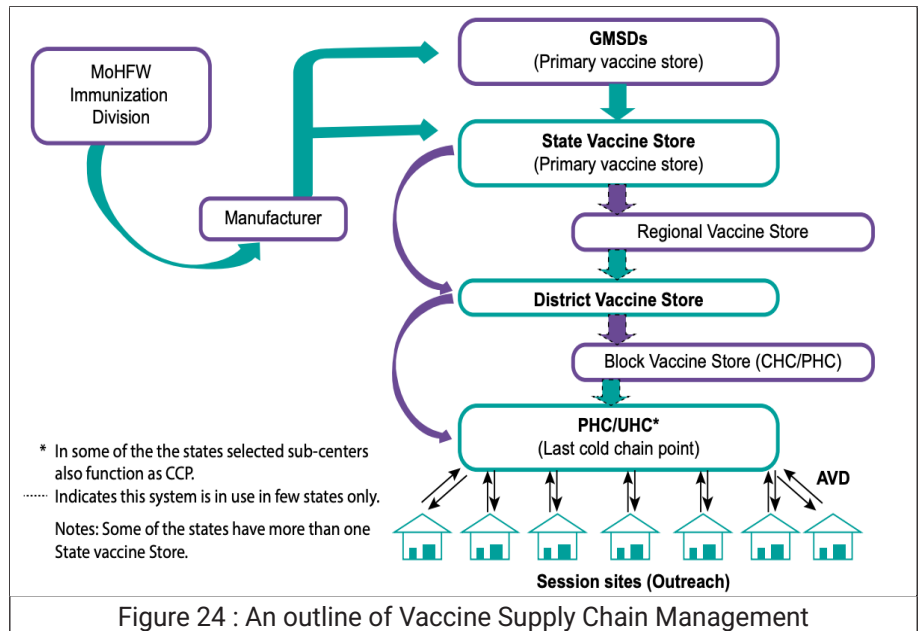 MoHFW
Immunization
Division
Manufacturer
GMSDs
(Primary vaccine store)
State Vaccine Store
(Primary vaccine store)
Regional Vaccine Store
District Vaccine Store
Block Vaccine Store (CHC/PHC)
PHC/UHC*
(Last cold chain point)
AVD
Session sites (Outreach)
* In some of the the states selected sub-centers
also function as CCP.
Indicates this system is in use in few states only.
Notes: Some of the states have more than one
State vaccine Store.
Figure 24 : An outline of Vaccine Supply Chain Management